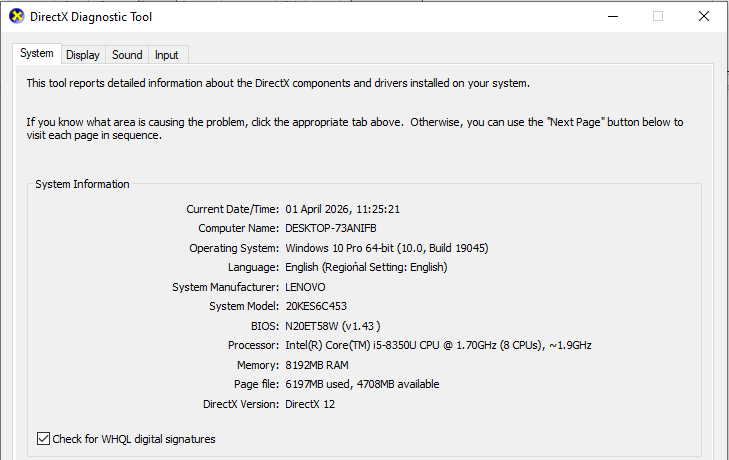 DirectX Diagnostic Tool
System Display Sound Input
This tool reports detailed information about the DirectX components and drivers installed on your system.
If you know what area is causing the problem, click the appropriate tab above.  Otherwise, you can use the "Next Page" button below to
visit each page in sequence.
System Information
Current Date/Time: 01 April 2026, 11:25:21
Computer Name: DESKTOP-73ANIFB
Operating System: Windows 10 Pro 64-bit (10.0, Build 19045)
Language: English (Regional Setting: English)
System Manufacturer: LENOVO
System Model: 20KES6C453
BIOS: N20ET58W (v1.43 )
Processor: Intel(R) Core(TM) i5-8350U CPU @ 1.70GHz (8 CPUs), ~1.9GHz
Memory: 8192MB RAM
Page file: 6197MB used, 4708MB available
DirectX Version: DirectX 12
Check for WHQL digital signatures